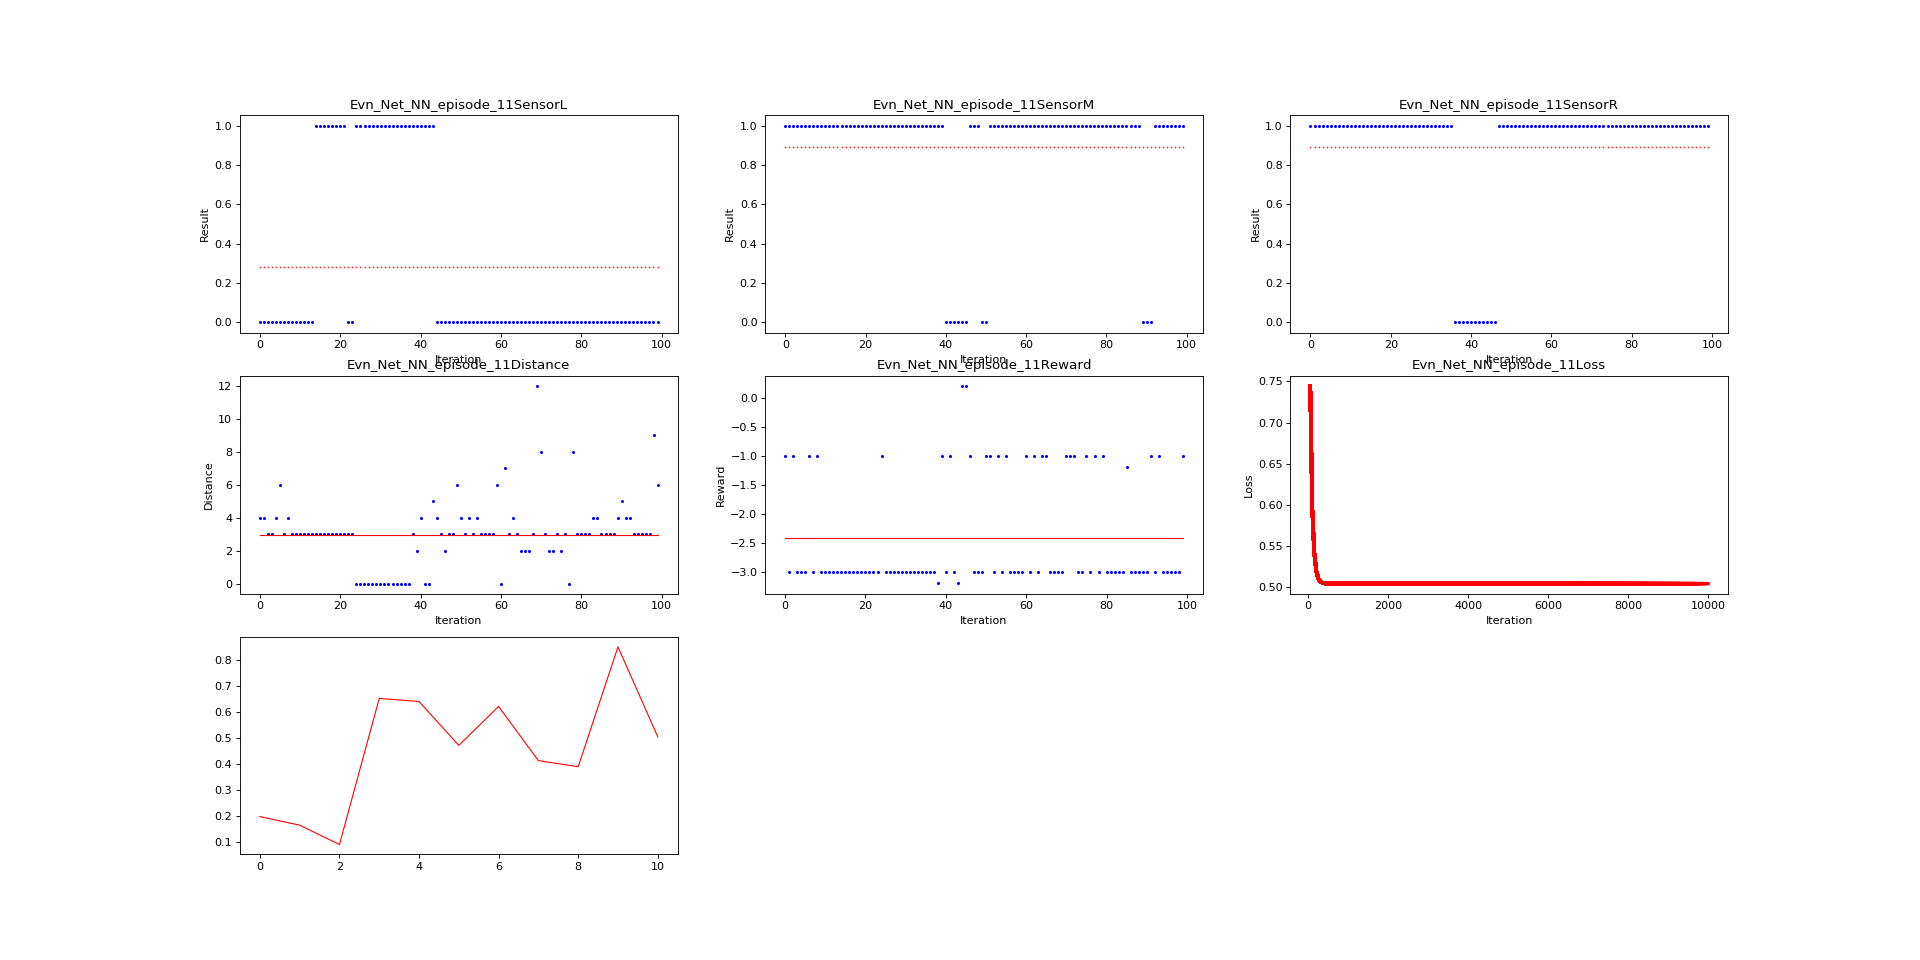 Evn_Net_NN_episode_11SensorL
Result
1.0
0.8
0.6
0.4
0.2
0.0
0 20 40 60 80 100
Iteration
Evn_Net_NN_episode_11SensorM
Result
1.0
0.8
0.6
0.4
0.2
0.0
0 20 40 60 80 100
Iteration
Evn_Net_NN_episode_11SensorR
Result
1.0
0.8
0.6
0.4
0.2
0.0
0 20 40 60 80 100
Iteration
Evn_Net_NN_episode_11Distance
Distance
12
10
8
6
4
2
0
0 20 40 60 80 100
Iteration
Evn_Net_NN_episode_11Reward
Reward
0.0
−0.5
−1.0
−1.5
−2.0
−2.5
−3.0
0 20 40 60 80 100
Iteration
Evn_Net_NN_episode_11Loss
Loss
0.75
0.70
0.65
0.60
0.55
0.50
0 2000 4000 6000 8000 10000
Iteration
0.8
0.7
0.6
0.5
0.4
0.3
0.2
0.1
0 2 4 6 8 10